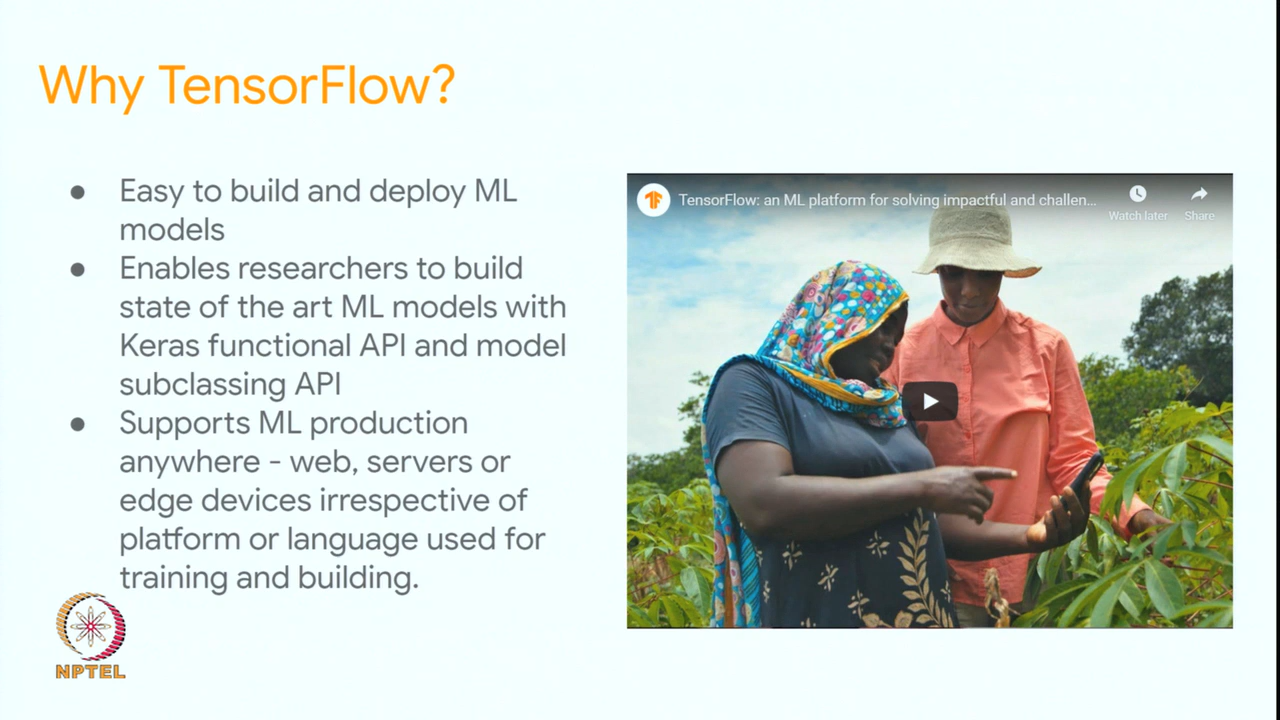 Why TensorFlow?
● Easy to build and deploy ML
models
● Enables researchers to build
state of the art ML models with
Keras functional API and model
subclassing API
● Supports ML production
anywhere - web, servers or
edge devices irrespective of
platform or language used for
training and building.
TensorFlow: an ML platform for solving impactful and challen...
Watch later
Share
NPTEL